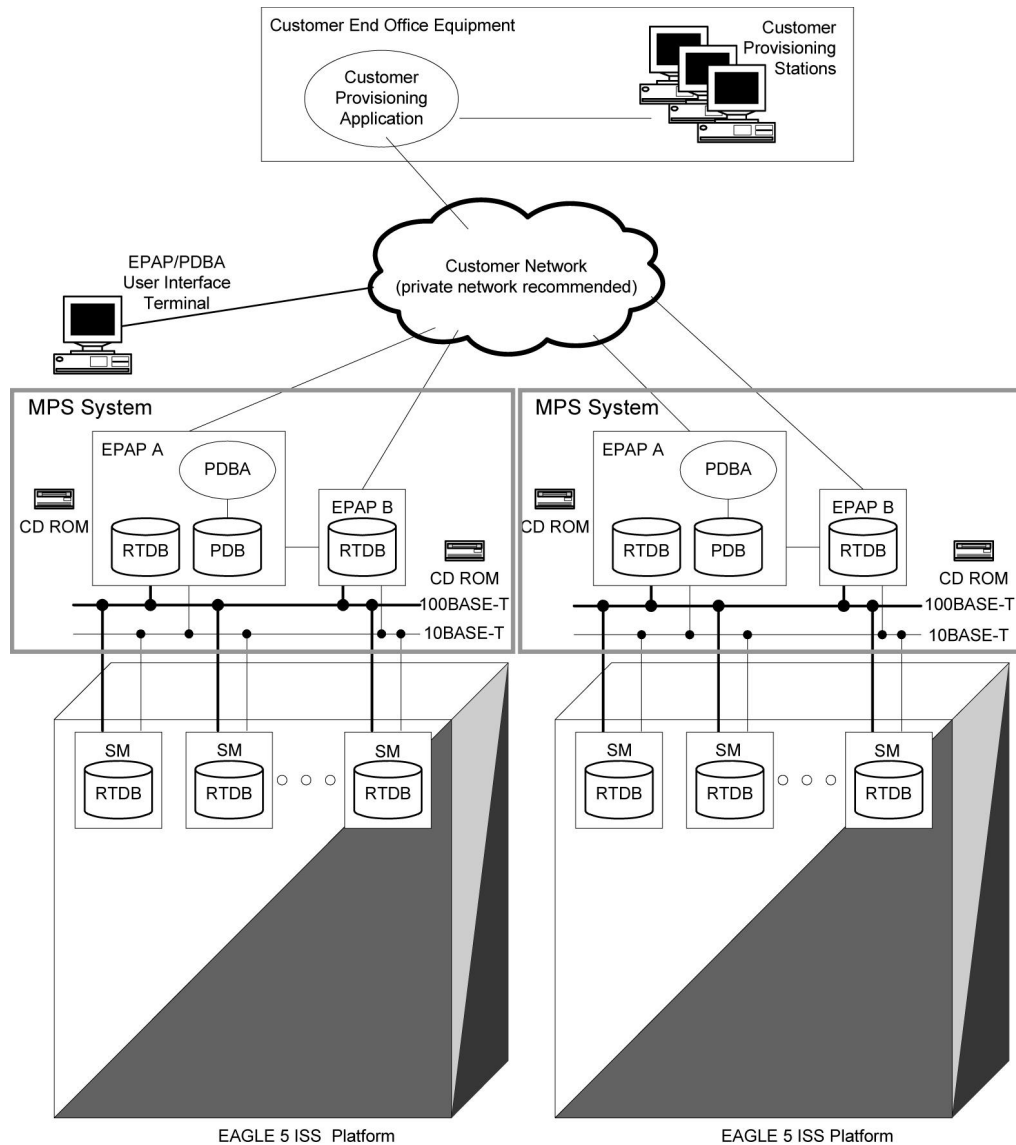 Customer End Office Equipment
Customer
Provisioning
Stations
Customer
Provisioning
Application
Customer Network
(private network recommended)
EPAP/PDBA
User Interface
Terminal
MPS System
EPAP A
PDBA
EPAP B
CD ROM
RTDB
PDB
RTDB
CD ROM
100BASE-T
10BASE-T
SM
RTDB
SM
RTDB
SM
RTDB
EAGLE 5 ISS Platform
MPS System
EPAP A
PDBA
EPAP B
CD ROM
RTDB
PDB
RTDB
CD ROM
100BASE-T
10BASE-T
SM
RTDB
SM
RTDB
SM
RTDB
EAGLE 5 ISS Platform